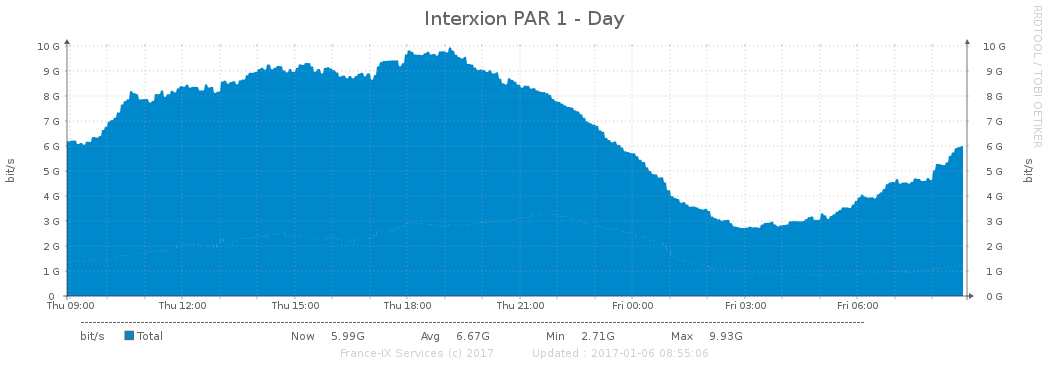 Interxion PAR 1 - Day
RRDTOOL / TOBI OETIKER
bit/s
10 G
9 G
8 G
7 G
6 G
5 G
4 G
3 G
2 G
1 G
0
10 G
9 G
8 G
7 G
6 G
5 G
4 G
3 G
2 G
1 G
0 G
bit/s
Thu 09:00 Thu 12:00 Thu 15:00 Thu 18:00 Thu 21:00 Fri 00:00 Fri 03:00 Fri 06:00
bit/s Total Now 5.99G Avg 6.67G Min 2.71G Max 9.93G
France-IX Services (c) 2017 Updated : 2017-01-06 08:55:06